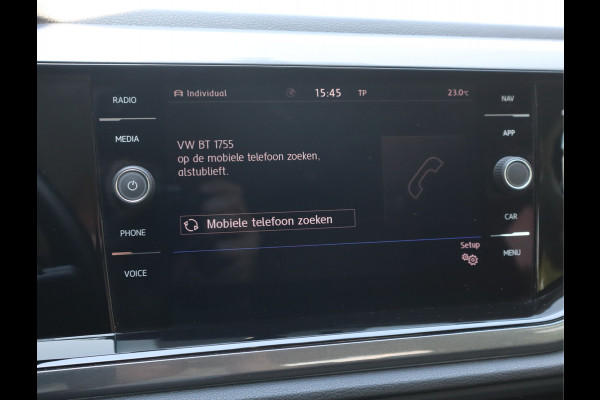 RADIO
Individual
15:45
TP
23.0°C
NAV
MEDIA
APP
VW BT 1755
op de mobiele telefoon zoeken,
alstublieft.
Mobiele telefoon zoeken
PHONE
CAR
Setup
MENU
VOICE